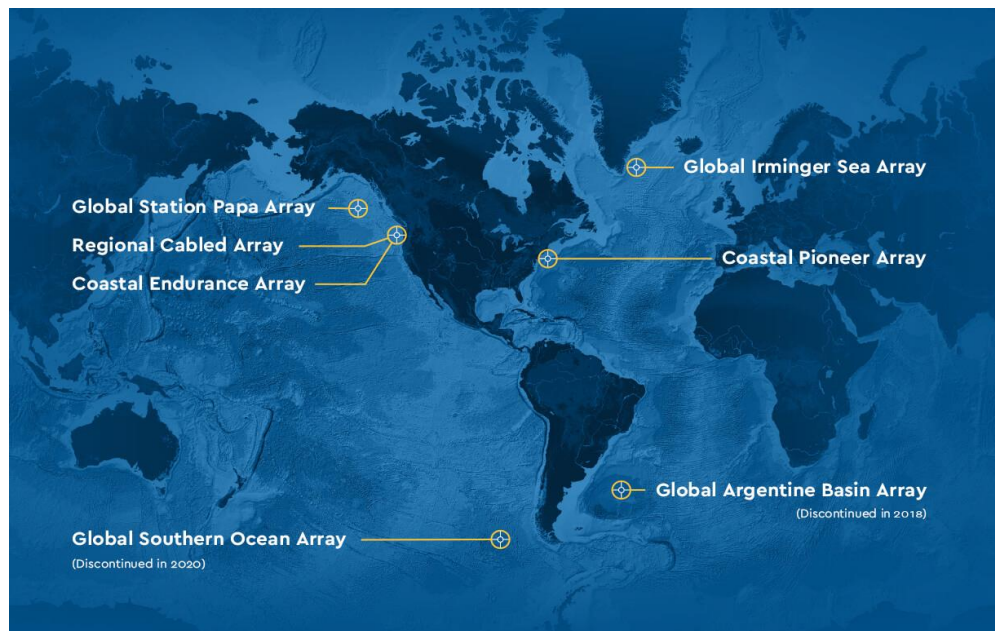 Global Irminger Sea Array
Global Station Papa Array
Regional Cabled Array
Coastal Endurance Array
Coastal Pioneer Array
Global Argentine Basin Array
(Discontinued in 2018)
Global Southern Ocean Array
(Discontinued in 2020)